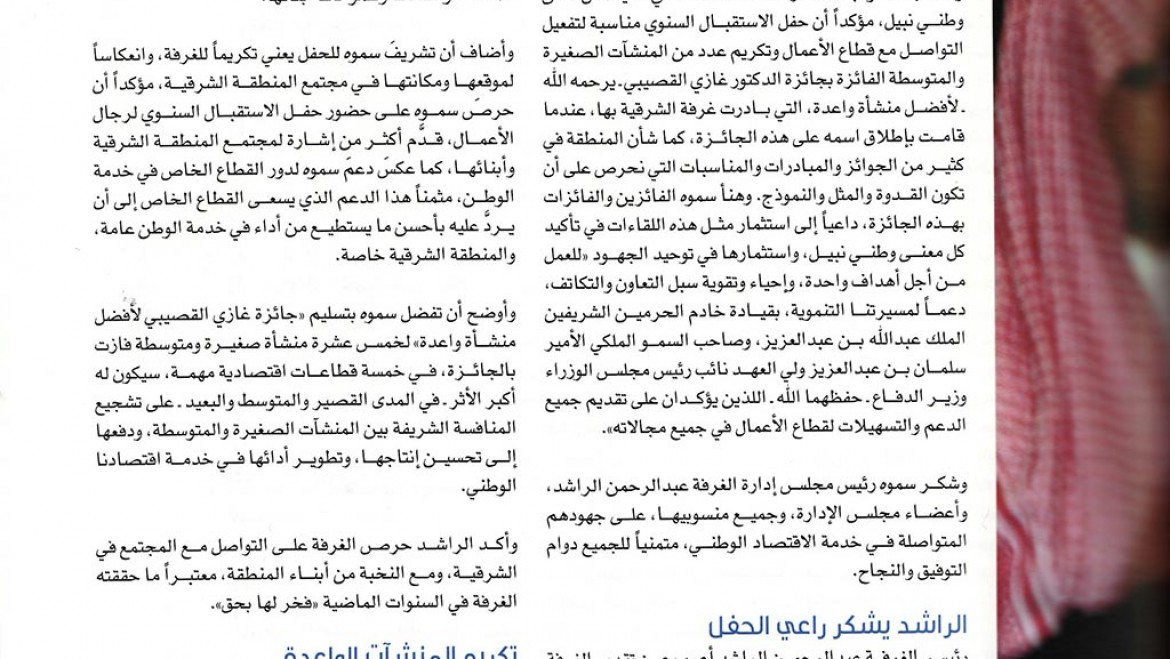 وطني نبيل، مؤكداً أن حفل الاستقبال السنوي مناسبة لتفعيل
التواصل مع قطاع الأعمال وتكريم عدد من المنشآت الصغيرة
والمتوسطة الفائزة بجائزة الدكتور غازي القصيبي ـ يرحمه الله
ـ لأفضل منشأة واعدة، التي بادرت غرفة الشرقية بها، عندما
قامت بإطلاق اسمه على هذه الجائزة، كما شأن المنطقة في
كثير من الجوائز والمبادرات والمناسبات التي نحرص على أن
تكون القدوة والمثل والنموذج. وهنأ سموه الفائزين والفائزات
بهذه الجائزة، داعياً إلى استثمار مثل هذه اللقاءات في تأكيد
كل معنى وطني نبيل، واستثمارها في توحيد الجهود «للعمل
من أجل أهداف واحدة، وإحياء وتقوية سبل التعاون والتكاتف،
دعماً لمسيرتنا التنموية، بقيادة خادم الحرمين الشريفين
الملك عبدالله بن عبدالعزيز، وصاحب السمو الملكي الأمير
سلمان بن عبدالعزيز ولي العهد نائب رئيس مجلس الوزراء
وزير الدفاع ـ حفظهما الله ـ اللذين يؤكدان على تقديم جميع
الدعم والتسهيلات لقطاع الأعمال في جميع مجالاته».
وشكر سموه رئيس مجلس إدارة الغرفة عبدالرحمن الراشد،
وأعضاء مجلس الإدارة، وجميع منسوبيها، على جهودهم
المتواصلة في خدمة الاقتصاد الوطني، متمنياً للجميع دوام
التوفيق والنجاح.
الراشد يشكر راعي الحفل
وأضاف أن تشريفَ سموه للحفل يعني تكريماً للغرفة، وانعكاساً
لموقعها ومكانتها في مجتمع المنطقة الشرقية، مؤكداً أن
حرصَ سموه على حضور حفل الاستقبال السنوي لرجال
الأعمال، قدَّم أكثر من إشارة لمجتمع المنطقة الشرقية
وأبنائها، كما عكسَ دعمَ سموه لدور القطاع الخاص في خدمة
الوطن، مثمناً هذا الدعم الذي يسعى القطاع الخاص إلى أن
يردَّ عليه بأحسن ما يستطيع من أداء في خدمة الوطن عامة،
والمنطقة الشرقية خاصة.
وأوضح أن تفضل سموه بتسليم «جائزة غازي القصيبي لأفضل
منشأة واعدة» لخمس عشرة منشأة صغيرة ومتوسطة فازت
بالجائزة، في خمسة قطاعات اقتصادية مهمة، سيكون له
أكبر الأثر ـ في المدى القصير والمتوسط والبعيد ـ على تشجيع
المنافسة الشريفة بين المنشآت الصغيرة والمتوسطة، ودفعها
إلى تحسين إنتاجها، وتطوير أدائها في خدمة اقتصادنا
الوطني.
وأكد الراشد حرص الغرفة على التواصل مع المجتمع في
الشرقية، ومع النخبة من أبناء المنطقة، معتبراً ما حققته
الغرفة في السنوات الماضية «فخر لها بحق».
تكريم المنشآت الواعدة